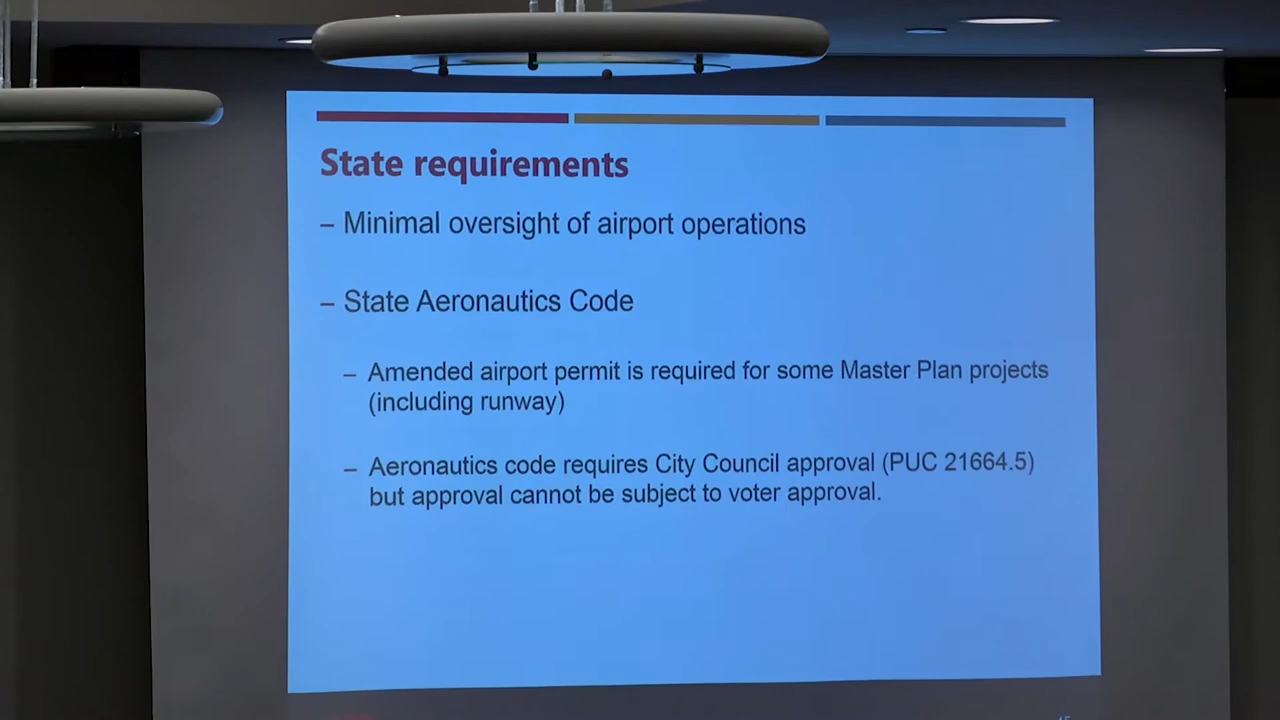 State requirements
– Minimal oversight of airport operations
– State Aeronautics Code
– Amended airport permit is required for some Master Plan projects
(including runway)
– Aeronautics code requires City Council approval (PUC 21664.5)
but approval cannot be subject to voter approval.